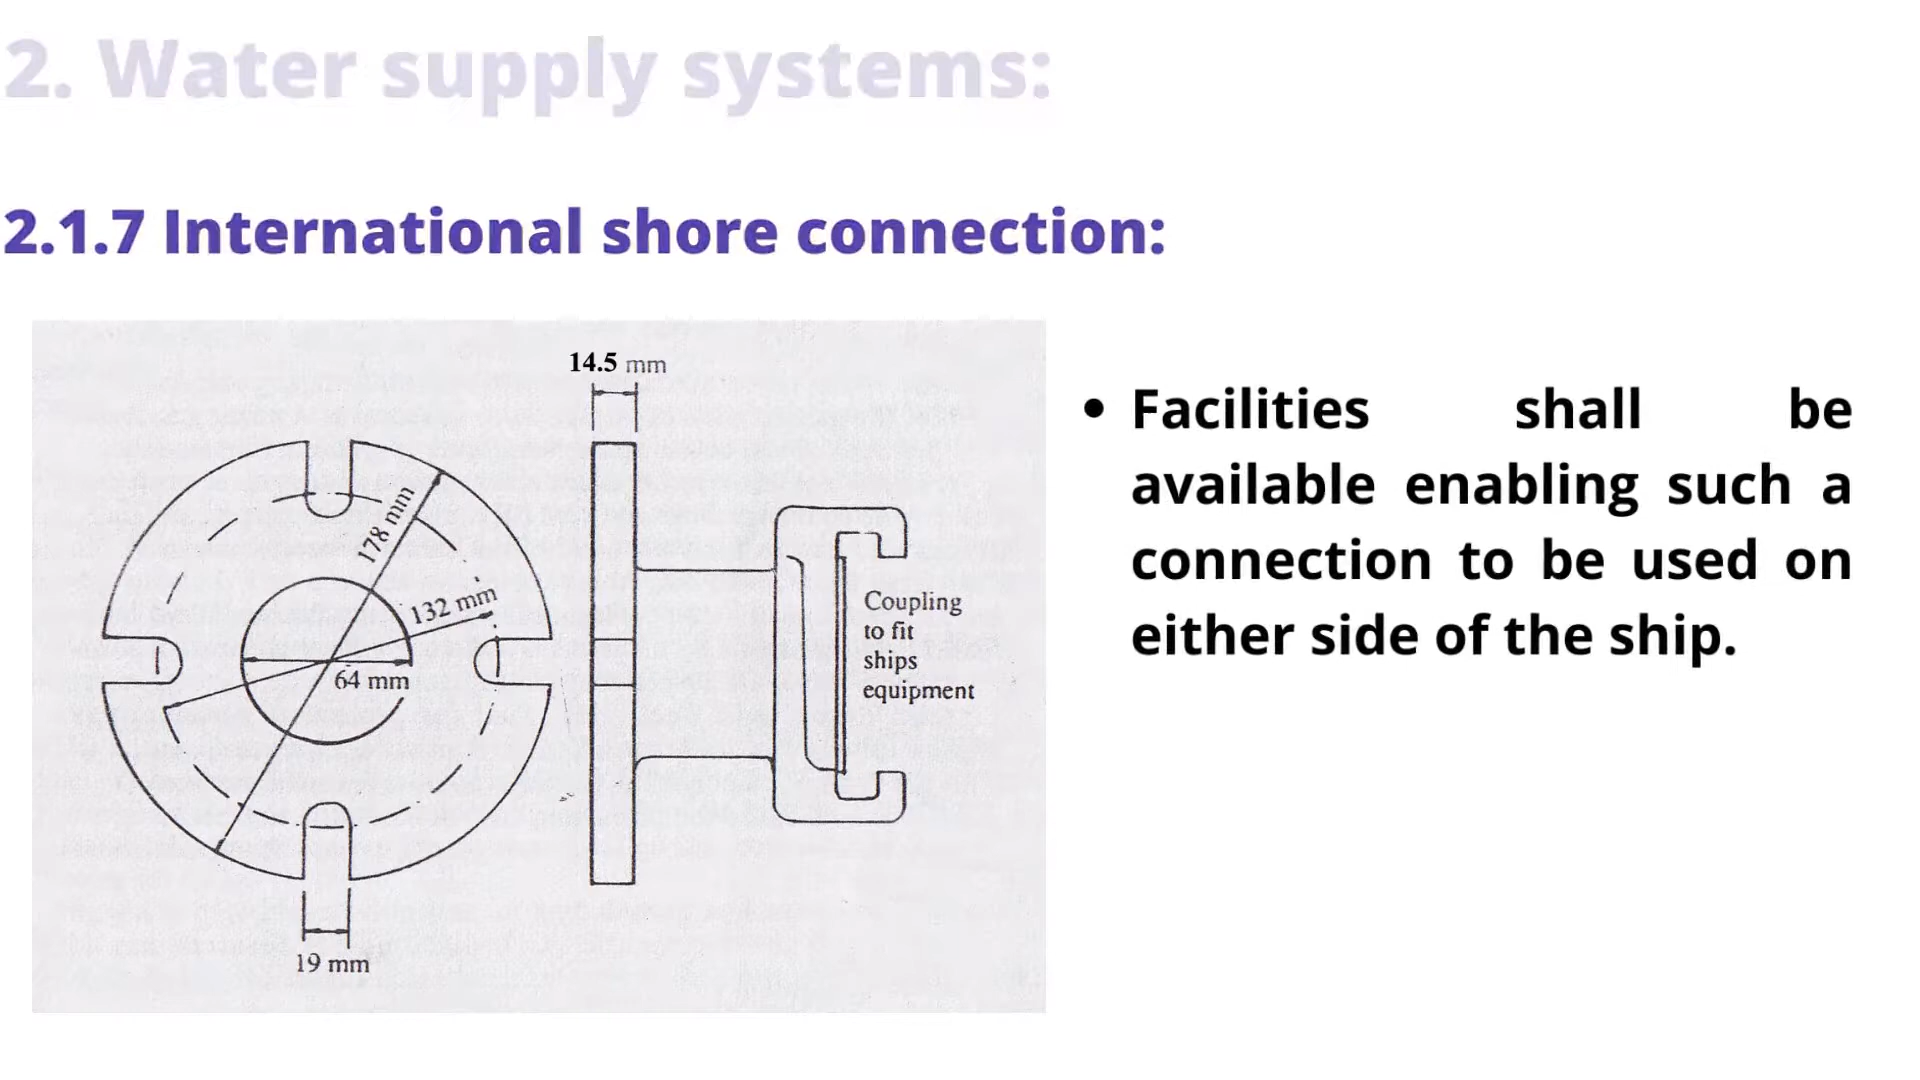 2. Water supply systems:
2.1.7 International shore connection:
14.5 mm
178 mm
132 mm
64 mm
Coupling
to fit
ships
equipment
19 mm
• Facilities shall be
available enabling such a
connection to be used on
either side of the ship.